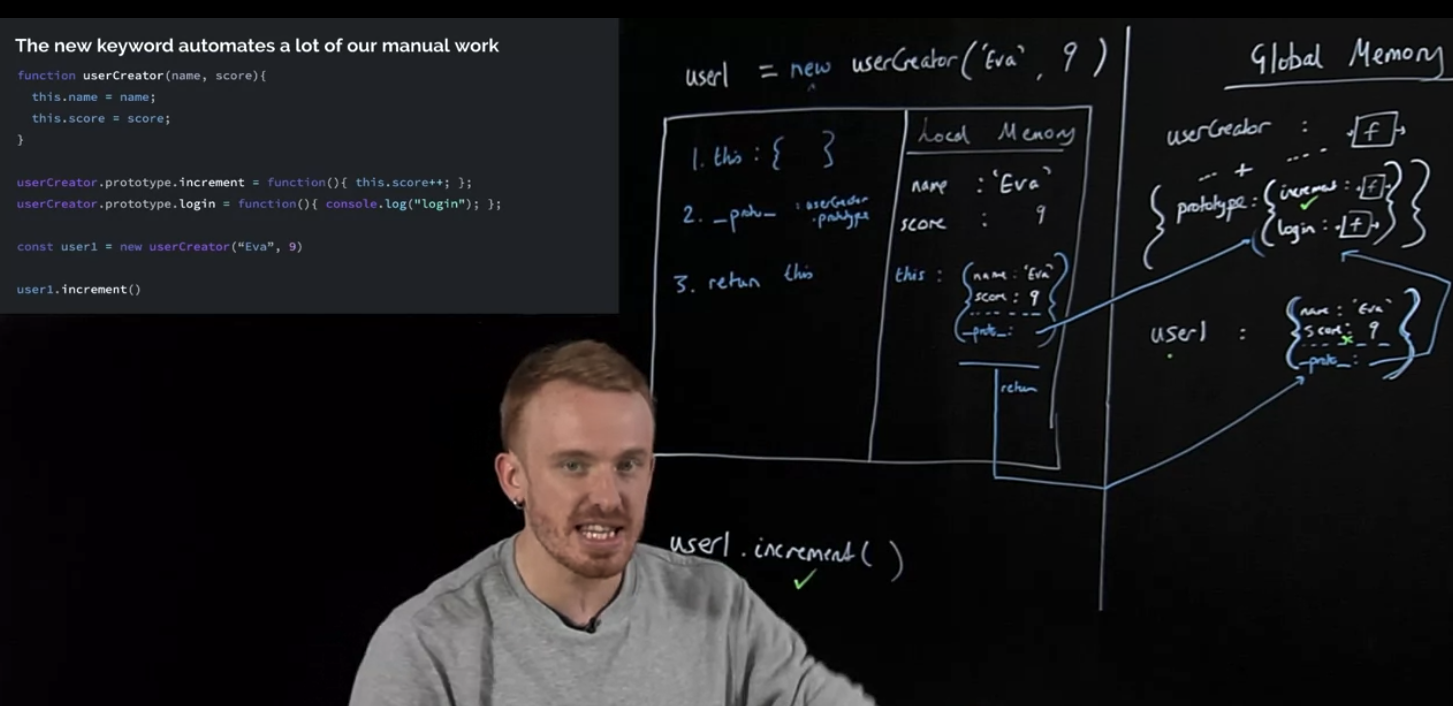 The new keyword automates a lot of our manual work
function userCreator(name, score){
this.name = name;
this.score = score;
}
userCreator.prototype.increment = function(){ this.score++; };
userCreator.prototype.login = function(){ console.log("login"); };
const user1 = new userCreator(“Eva”, 9)
user1.increment()
user1 = new userCreator('Eva', 9)
1. this : { }
2. _proto_ : userCreator
.prototype
3. return this
Local Memory
name : 'Eva'
score : 9
this : { name : 'Eva'
score : 9
_proto_: }
return
user1.increment()
Global Memory
userCreator : f
+
{ prototype : { increment : f
login : f } }
user1 : { name : 'Eva'
score : 9
_proto_: }